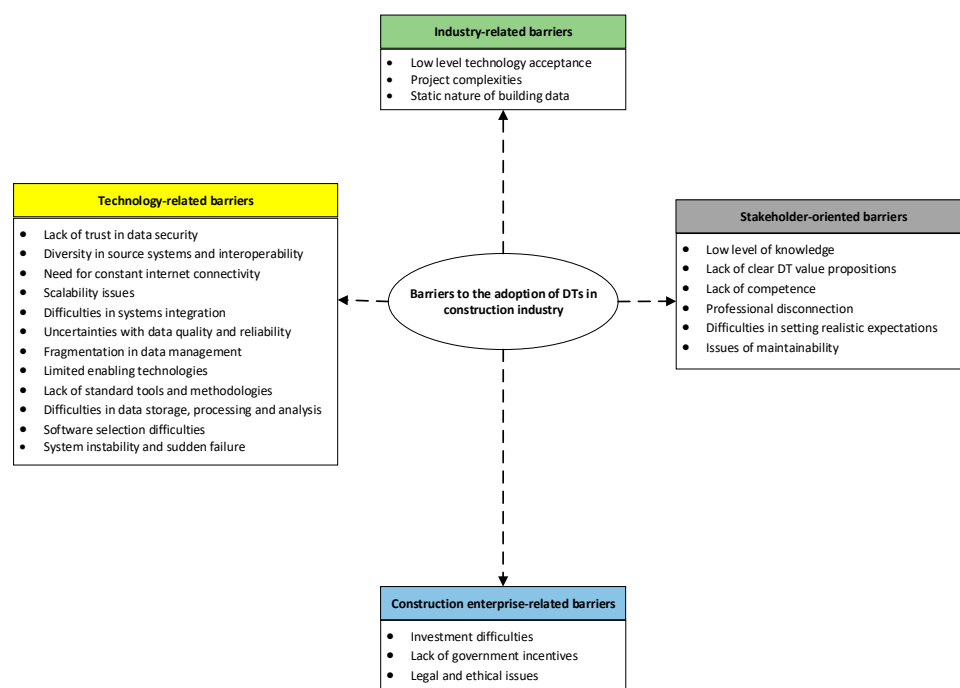 Industry-related barriers
● Low level technology acceptance
● Project complexities
● Static nature of building data
Technology-related barriers
● Lack of trust in data security
● Diversity in source systems and interoperability
● Need for constant internet connectivity
● Scalability issues
● Difficulties in systems integration
● Uncertainties with data quality and reliability
● Fragmentation in data management
● Limited enabling technologies
● Lack of standard tools and methodologies
● Difficulties in data storage, processing and analysis
● Software selection difficulties
● System instability and sudden failure
Barriers to the adoption of DTs in
construction industry
Stakeholder-oriented barriers
● Low level of knowledge
● Lack of clear DT value propositions
● Lack of competence
● Professional disconnection
● Difficulties in setting realistic expectations
● Issues of maintainability
Construction enterprise-related barriers
● Investment difficulties
● Lack of government incentives
● Legal and ethical issues